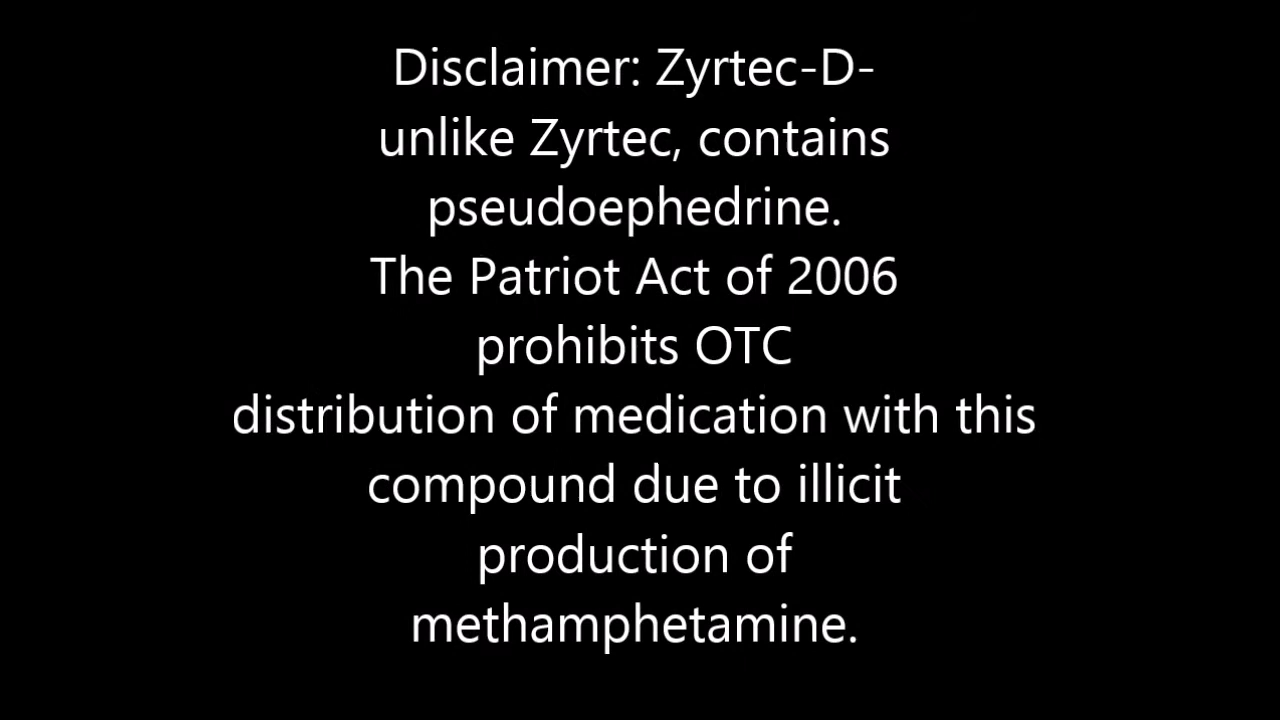 Disclaimer: Zyrtec-D-
unlike Zyrtec, contains
pseudoephedrine.
The Patriot Act of 2006
prohibits OTC
distribution of medication with this
compound due to illicit
production of
methamphetamine.